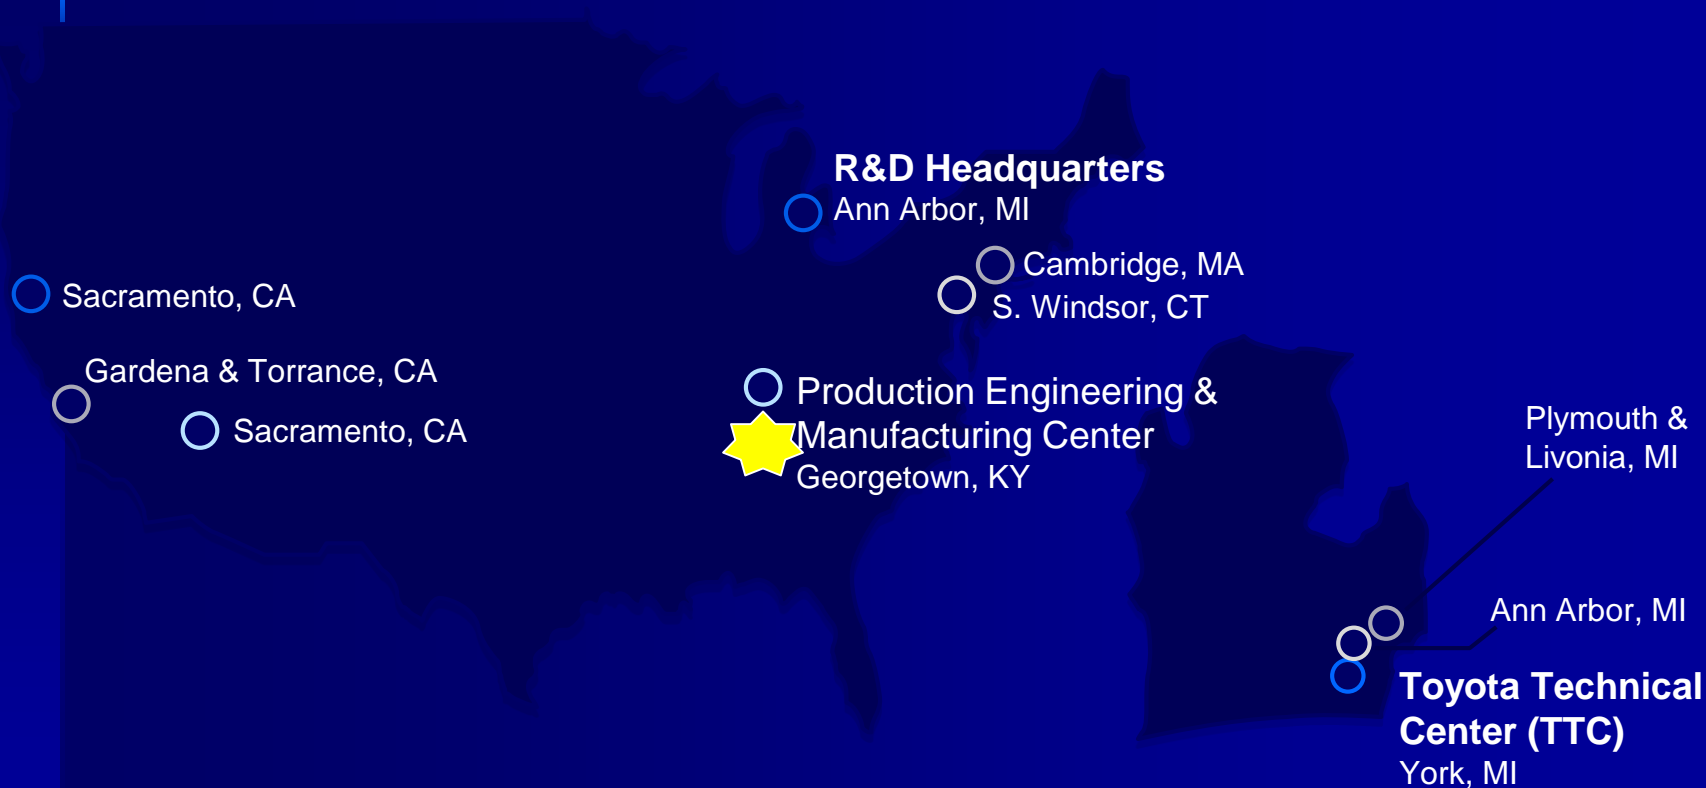 R&D Headquarters
Ann Arbor, MI
Cambridge, MA
S. Windsor, CT
Sacramento, CA
Gardena & Torrance, CA
Sacramento, CA
Production Engineering &
Manufacturing Center
Georgetown, KY
Plymouth &
Livonia, MI
Ann Arbor, MI
Toyota Technical
Center (TTC)
York, MI